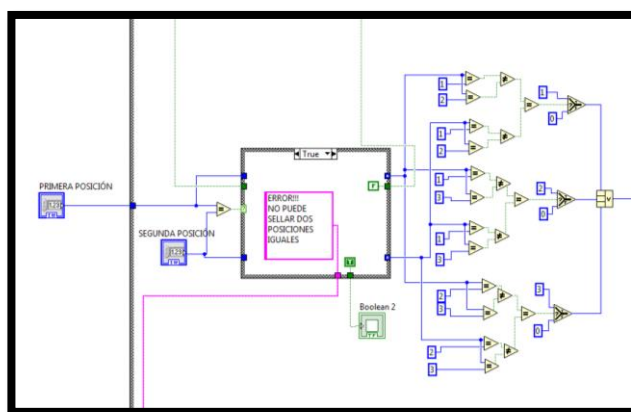 True
PRIMERA POSICIÓN
SEGUNDA POSICIÓN
ERROR!!!
NO PUEDE
SELLAR DOS
POSICIONES
IGUALES
F
Boolean 2
1
2
1
2
1
0
1
3
1
3
2
0
2
3
2
3
3
0